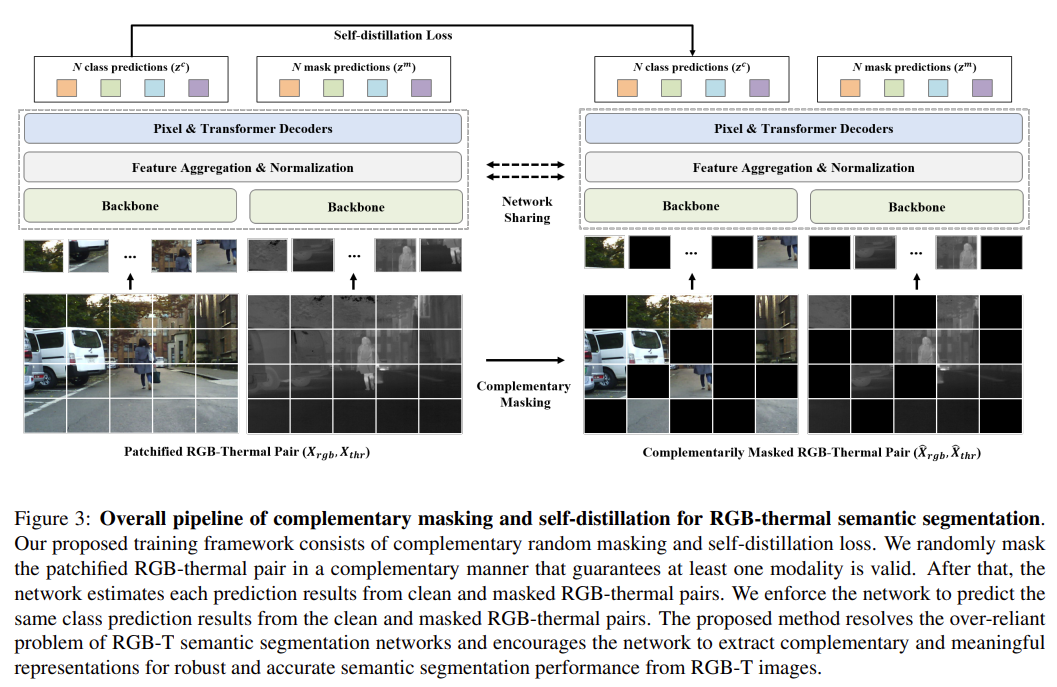 Self-distillation Loss
N class predictions (z^c)
N mask predictions (z^m)
N class predictions (z^c)
N mask predictions (z^m)
Pixel & Transformer Decoders
Pixel & Transformer Decoders
Feature Aggregation & Normalization
Feature Aggregation & Normalization
Backbone
Backbone
Network
Sharing
Backbone
Backbone
...
...
...
...
Complementary
Masking
Patchified RGB-Thermal Pair (X_rgb, X_thr)
Complementarily Masked RGB-Thermal Pair (X̂_rgb, X̂_thr)
Figure 3: Overall pipeline of complementary masking and self-distillation for RGB-thermal semantic segmentation.
Our proposed training framework consists of complementary random masking and self-distillation loss. We randomly mask
the patchified RGB-thermal pair in a complementary manner that guarantees at least one modality is valid. After that, the
network estimates each prediction results from clean and masked RGB-thermal pairs. We enforce the network to predict the
same class prediction results from the clean and masked RGB-thermal pairs. The proposed method resolves the over-reliant
problem of RGB-T semantic segmentation networks and encourages the network to extract complementary and meaningful
representations for robust and accurate semantic segmentation performance from RGB-T images.